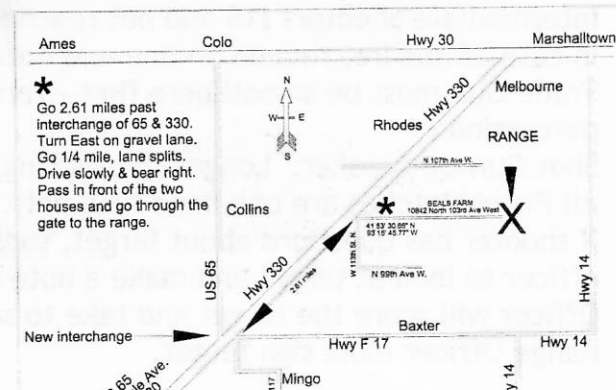 Ames
Colo
Hwy 30
Marshalltown
*
Go 2.61 miles past
interchange of 65 & 330.
Turn East on gravel lane.
Go 1/4 mile, lane splits.
Drive slowly & bear right.
Pass in front of the two
houses and go through the
gate to the range.
N
W
E
S
Hwy 330
Melbourne
Rhodes
RANGE
N 107th Ave W.
Collins
*
BEALS FARM
10842 North 103rd Ave West
X
US 65
Hwy 330
2.61 miles
N 99th Ave W.
Hwy 14
New interchange
Baxter
Hwy F 17
Hwy 14
Mingo
117